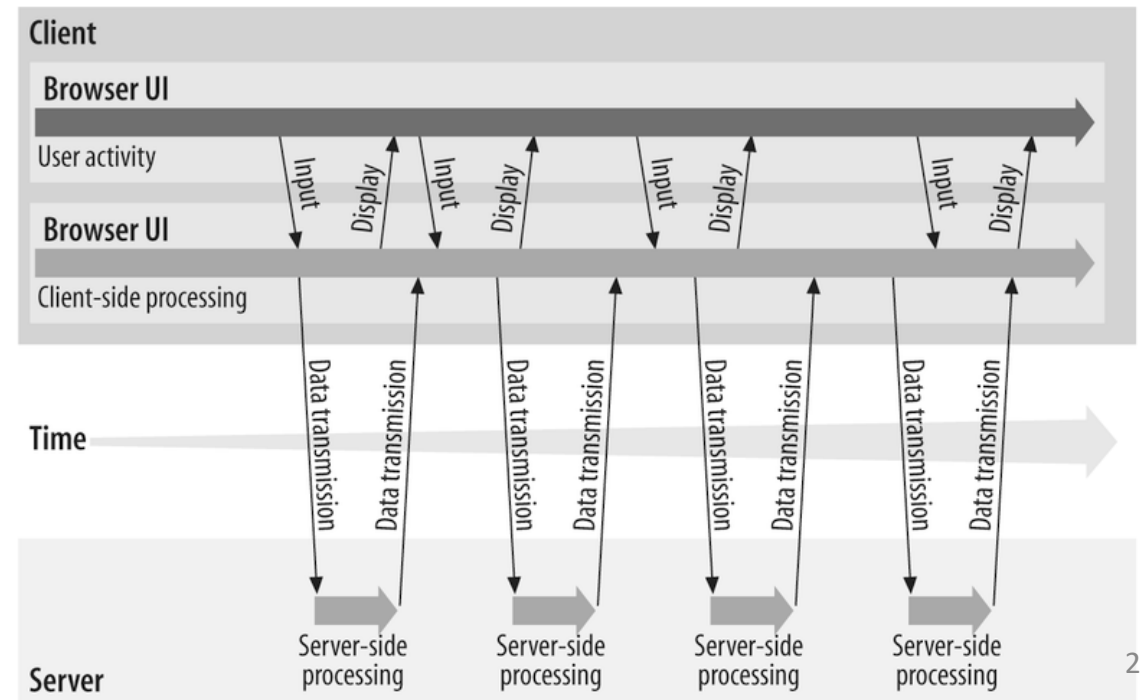 Client
Browser UI
User activity
Input
Display
Input
Display
Input
Display
Input
Display
Browser UI
Client-side processing
Data transmission
Data transmission
Data transmission
Data transmission
Data transmission
Data transmission
Data transmission
Data transmission
Time
Server-side
processing
Server-side
processing
Server-side
processing
Server-side
processing
Server
2